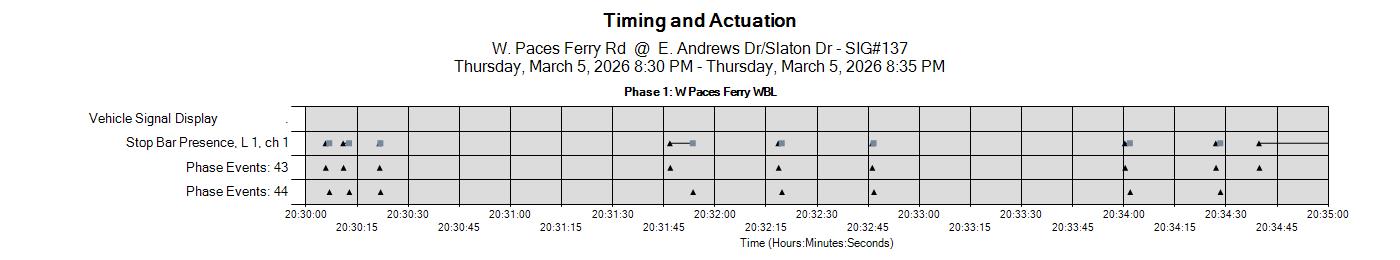 Timing and Actuation
W. Paces Ferry Rd @ E. Andrews Dr/Slaton Dr - SIG#137
Thursday, March 5, 2026 8:30 PM - Thursday, March 5, 2026 8:35 PM
Phase 1: W Paces Ferry WBL
Vehicle Signal Display .
Stop Bar Presence, L 1, ch 1
Phase Events: 43
Phase Events: 44
20:30:00 20:30:30 20:31:00 20:31:30 20:32:00 20:32:30 20:33:00 20:33:30 20:34:00 20:34:30 20:35:00
20:30:15 20:30:45 20:31:15 20:31:45 20:32:15 20:32:45 20:33:15 20:33:45 20:34:15 20:34:45
Time (Hours:Minutes:Seconds)